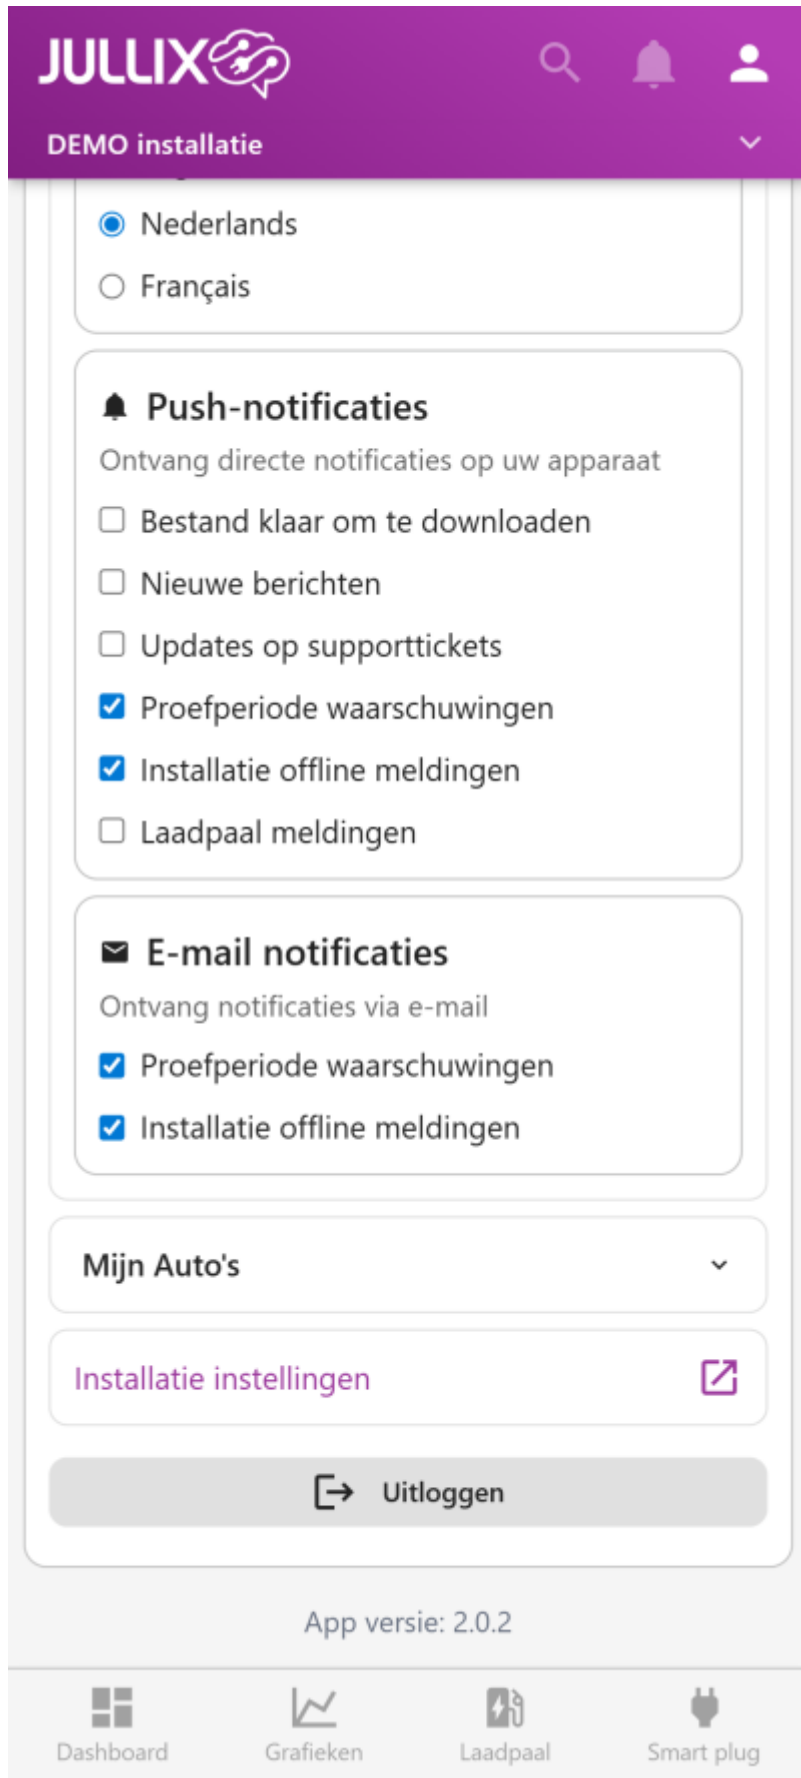 JULLIX
DEMO installatie
Nederlands
Français
Push-notificaties
Ontvang directe notificaties op uw apparaat
Bestand klaar om te downloaden
Nieuwe berichten
Updates op supporttickets
Proefperiode waarschuwingen
Installatie offline meldingen
Laadpaal meldingen
E-mail notificaties
Ontvang notificaties via e-mail
Proefperiode waarschuwingen
Installatie offline meldingen
Mijn Auto's
Installatie instellingen
Uitloggen
App versie: 2.0.2
Dashboard Grafieken Laadpaal Smart plug